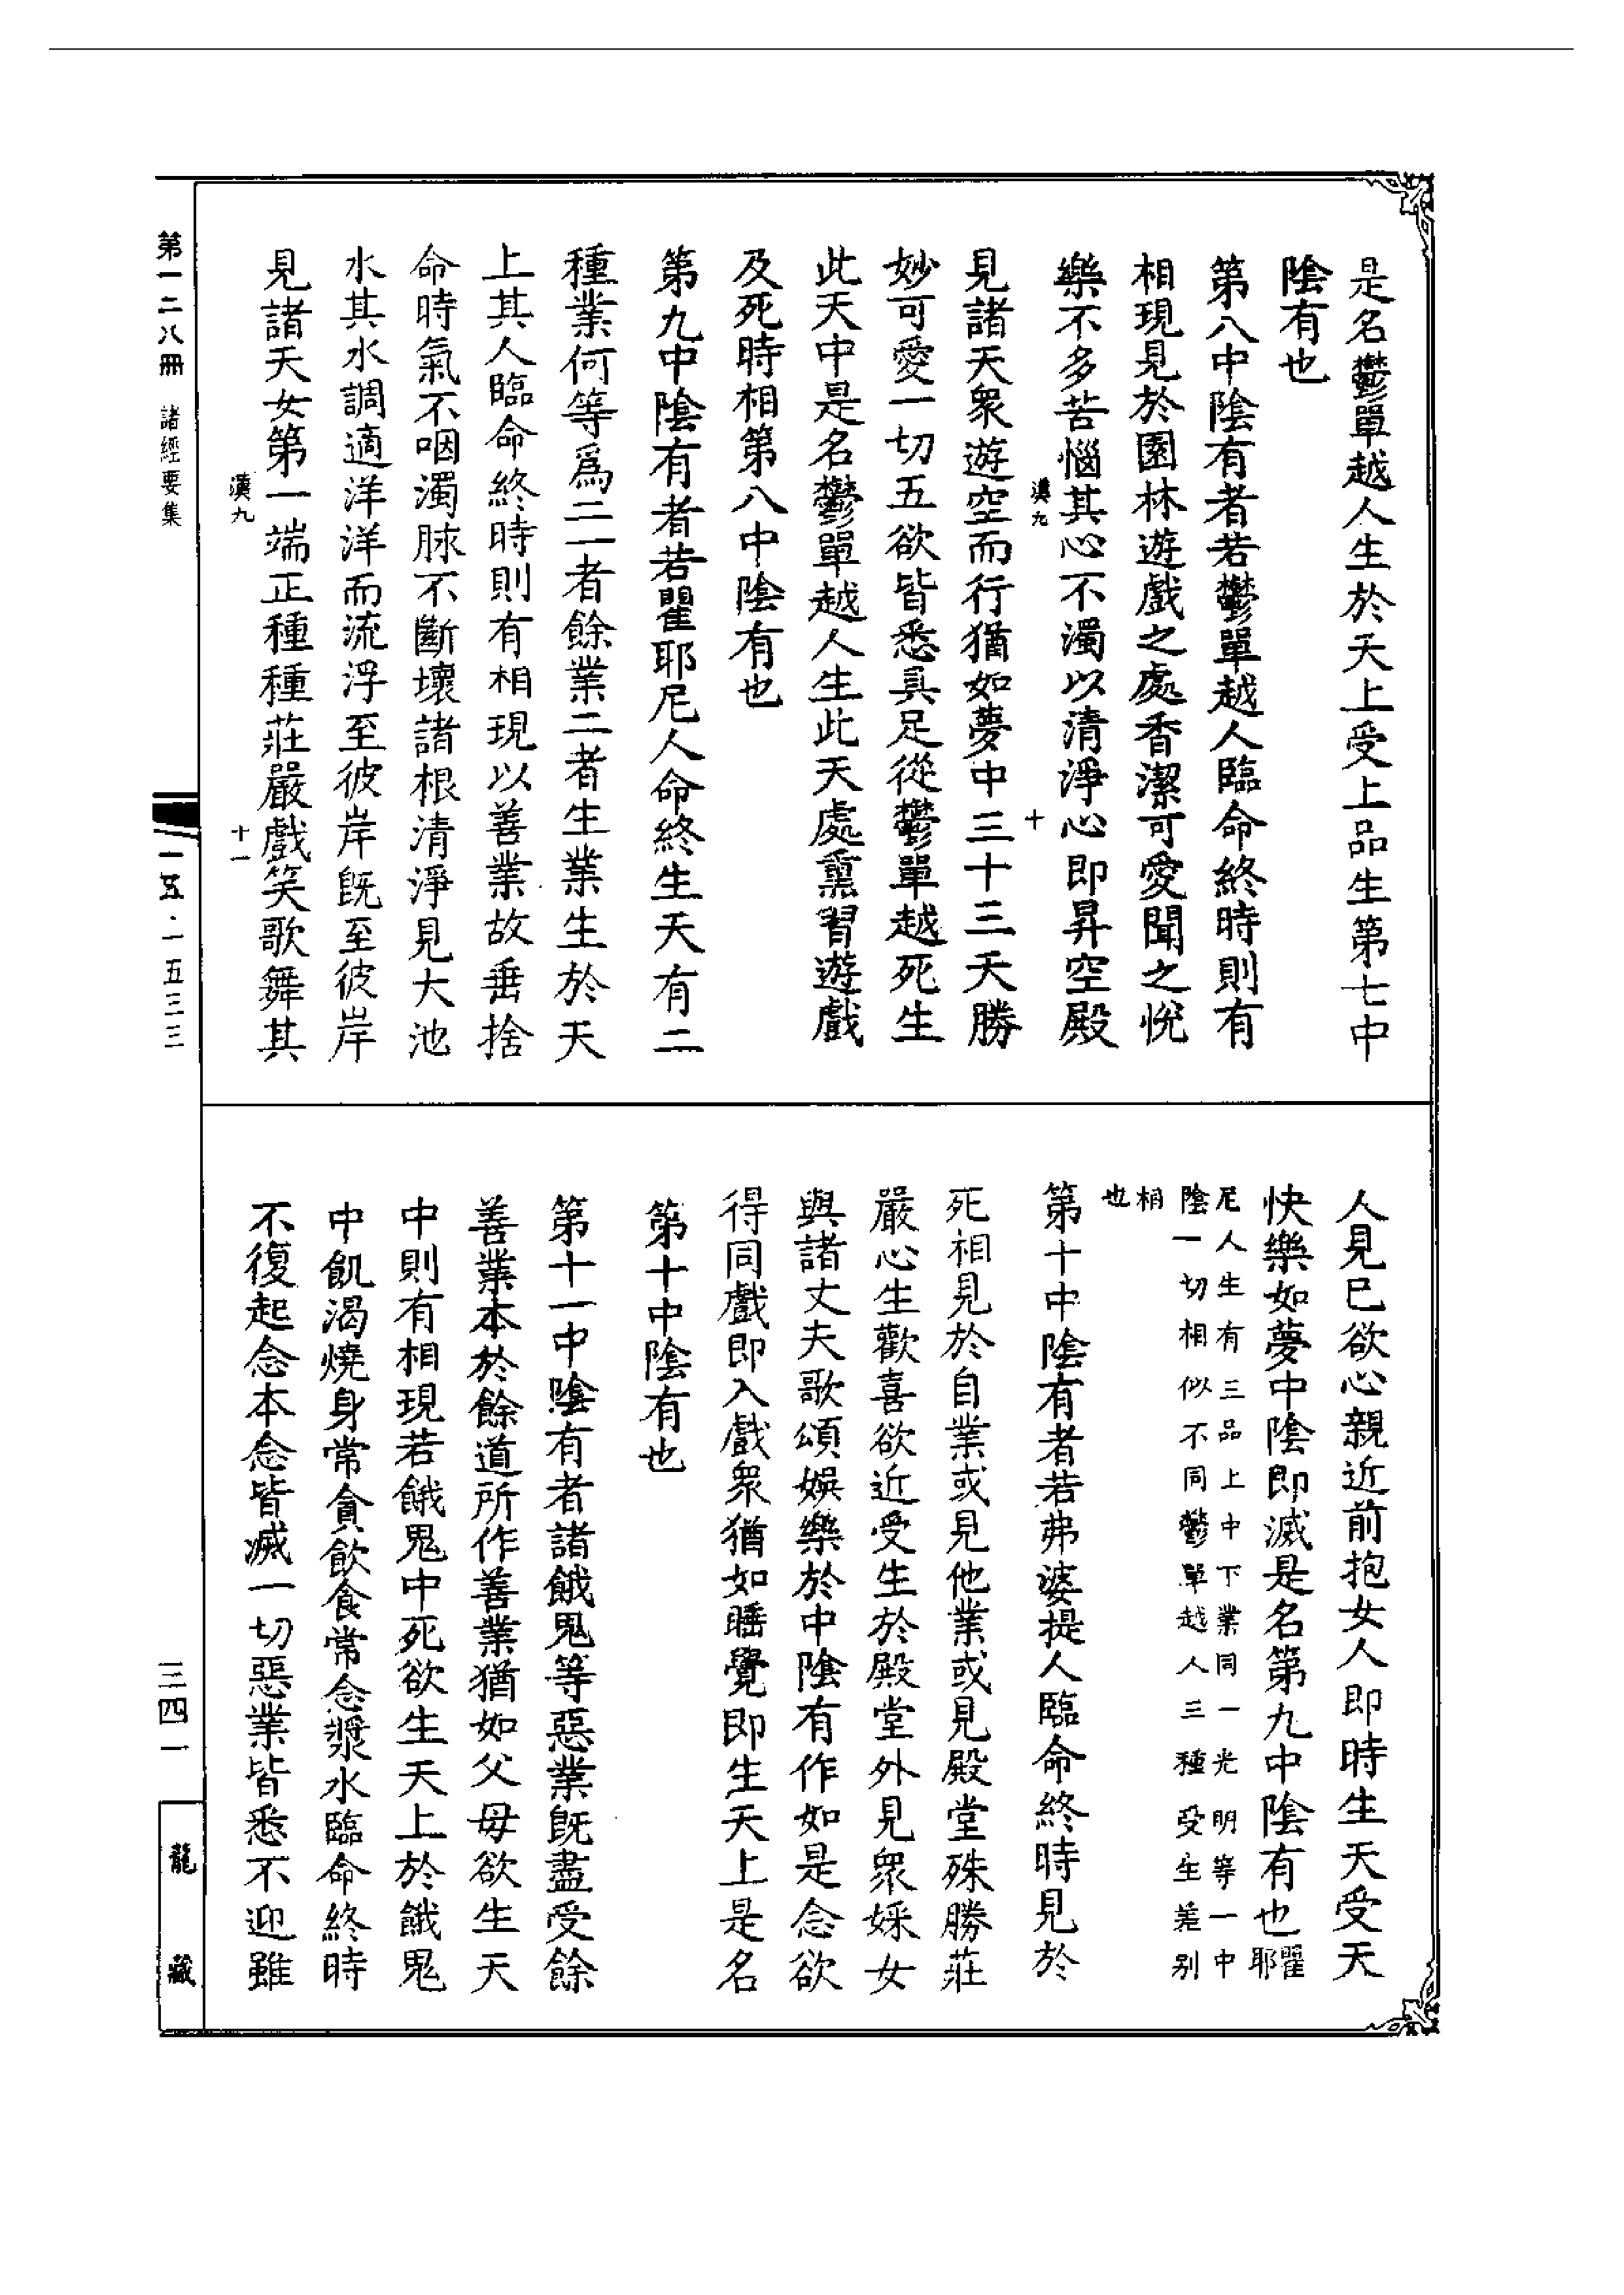 是名鬱單越人生於天上受上品生第七中
陰有也
第八中陰有者若鬱單越人臨命終時則有
相現見於園林遊戲之處香潔可愛聞之悅
樂不多苦惱其心不濁以清淨心即昇空殿
漢九
十
見諸天衆遊空而行猶如夢中三十三天勝
妙可愛一切五欲皆悉具足從鬱單越死生
此天中是名鬱單越人生此天處熏習遊戲
及死時相第八中陰有也
第九中陰有者若瞿耶尼人命終生天有二
種業何等爲二一者餘業二者生業生於天
上其人臨命終時則有相現以善業故垂捨
命時氣不咽濁脉不斷壞諸根清淨見大池
水其水調適洋洋而流浮至彼岸旣至彼岸
見諸天女第一端正種種莊嚴戲笑歌舞其
漢九
十一
人見已欲心親近前抱女人即時生天受天
快樂如夢中陰即滅是名第九中陰有也瞿耶
尼人生有三品上中下業同一光明等一中
陰一切相似不同鬱單越人三種受生差别
相
也
第十中陰有者若弗婆提人臨命終時見於
死相見於自業或見他業或見殿堂殊勝莊
嚴心生歡喜欲近受生於殿堂外見衆婇女
與諸丈夫歌頌娛樂於中陰有作如是念欲
得同戲即入戲衆猶如睡覺即生天上是名
第十中陰有也
第十一中陰有者諸餓鬼等惡業旣盡受餘
善業本於餘道所作善業猶如父母欲生天
中則有相現若餓鬼中死欲生天上於餓鬼
中飢渴燒身常貪飲食常念漿水臨命終時
不復起念本念皆滅一切惡業皆悉不迎雖
第一二八冊 諸經要集
一五·一五三三
三四一
龍藏